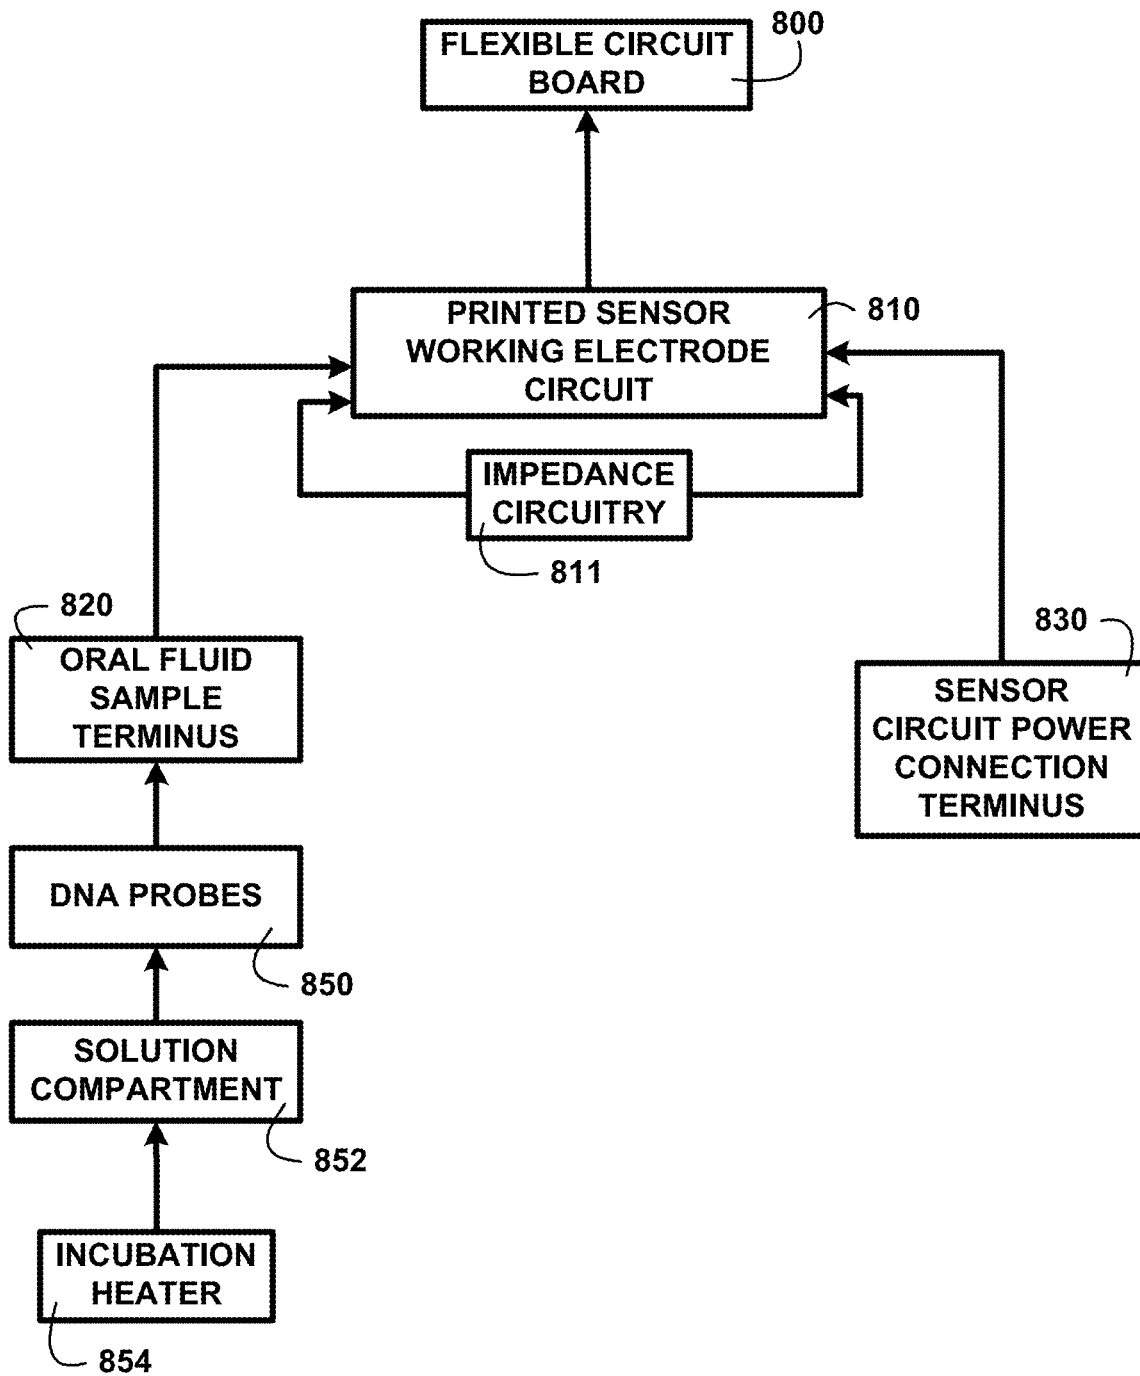 800
FLEXIBLE CIRCUIT
BOARD
PRINTED SENSOR
WORKING ELECTRODE
CIRCUIT
810
IMPEDANCE
CIRCUITRY
811
820
ORAL FLUID
SAMPLE
TERMINUS
830
SENSOR
CIRCUIT POWER
CONNECTION
TERMINUS
DNA PROBES
850
SOLUTION
COMPARTMENT
852
INCUBATION
HEATER
854